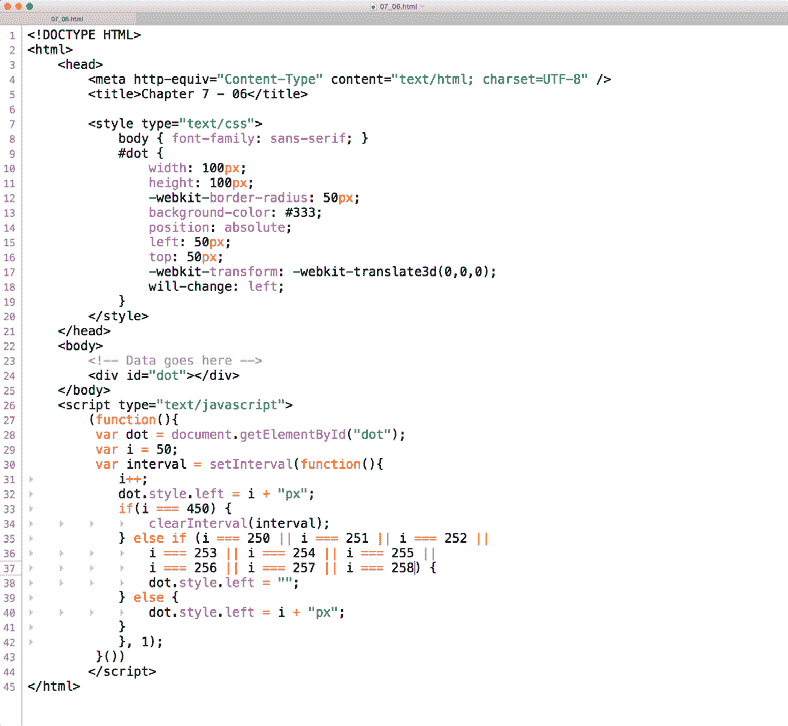 07_06.html
07_06.html
1 <!DOCTYPE HTML>
2 <html>
3 <head>
4 <meta http-equiv="Content-Type" content="text/html; charset=UTF-8" />
5 <title>Chapter 7 - 06</title>
6
7 <style type="text/css">
8 body { font-family: sans-serif; }
9 #dot {
10 width: 100px;
11 height: 100px;
12 -webkit-border-radius: 50px;
13 background-color: #333;
14 position: absolute;
15 left: 50px;
16 top: 50px;
17 -webkit-transform: -webkit-translate3d(0,0,0);
18 will-change: left;
19 }
20 </style>
21 </head>
22 <body>
23 <!-- Data goes here -->
24 <div id="dot"></div>
25 </body>
26 <script type="text/javascript">
27 (function(){
28 var dot = document.getElementById("dot");
29 var i = 50;
30 var interval = setInterval(function(){
31 i++;
32 dot.style.left = i + "px";
33 if(i === 450) {
34 clearInterval(interval);
35 } else if (i === 250 || i === 251 || i === 252 ||
36 i === 253 || i === 254 || i === 255 ||
37 i === 256 || i === 257 || i === 258) {
38 dot.style.left = "";
39 } else {
40 dot.style.left = i + "px";
41 }
42 }, 1);
43 }())
44 </script>
45 </html>